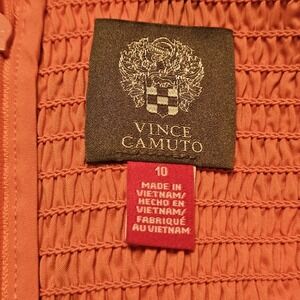 VINCE
CAMUTO
10
MADE IN
VIETNAM/
HECHO EN
VIETNAM/
FABRIQUÉ
AU VIETNAM